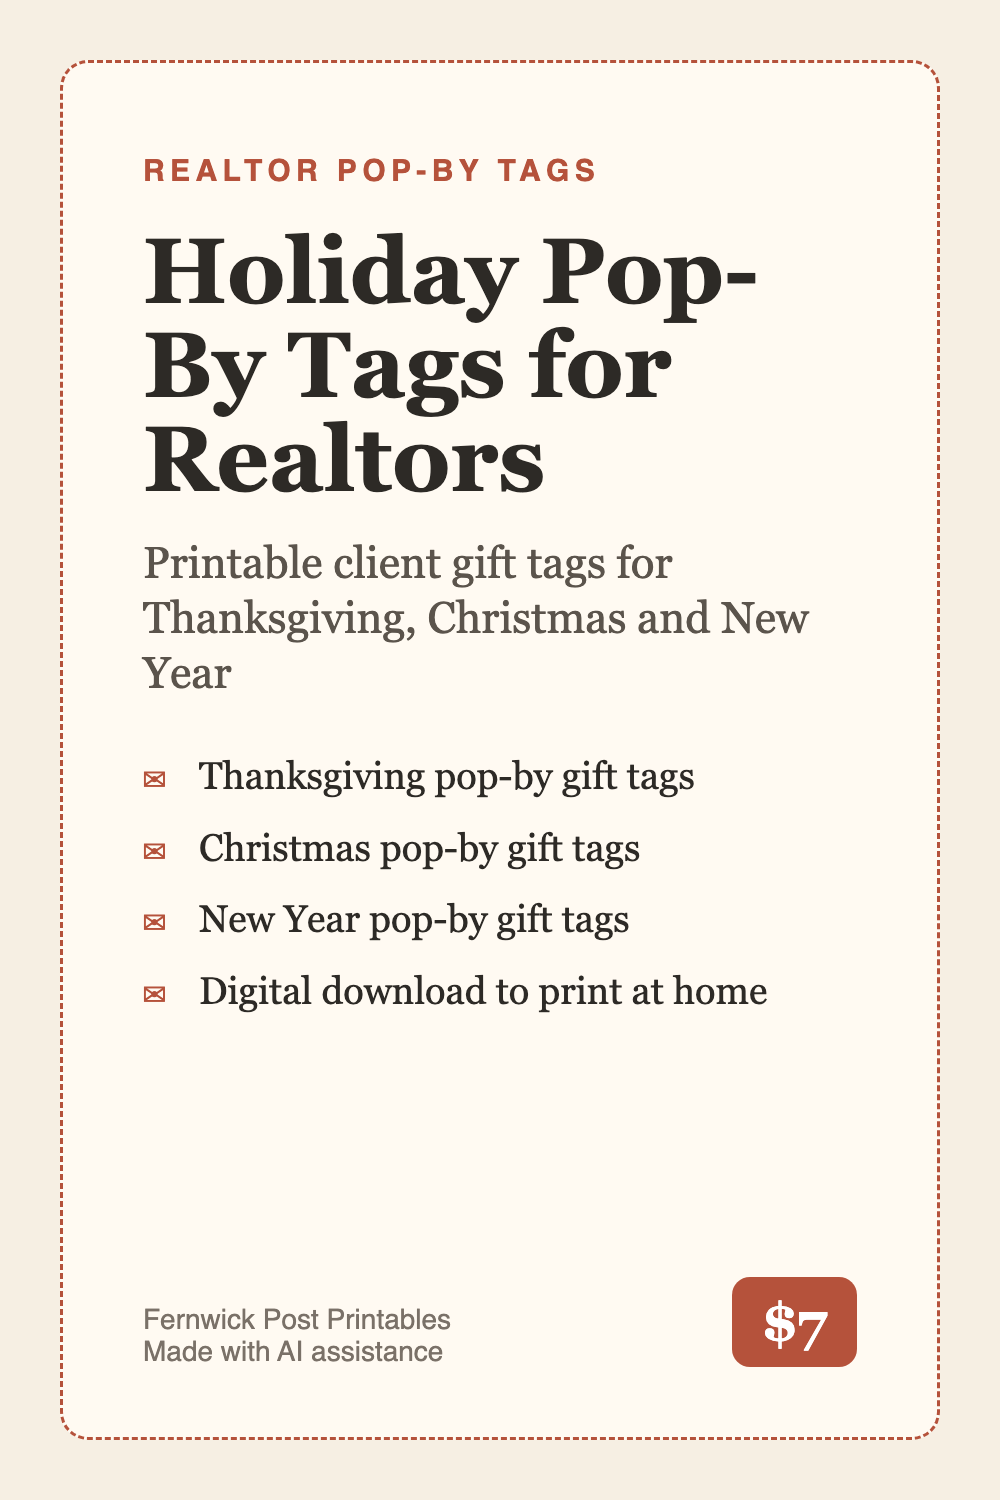 REALTOR POP-BY TAGS
Holiday Pop-
By Tags for
Realtors
Printable client gift tags for
Thanksgiving, Christmas and New
Year
✉ Thanksgiving pop-by gift tags
✉ Christmas pop-by gift tags
✉ New Year pop-by gift tags
✉ Digital download to print at home
Fernwick Post Printables
Made with AI assistance
$7